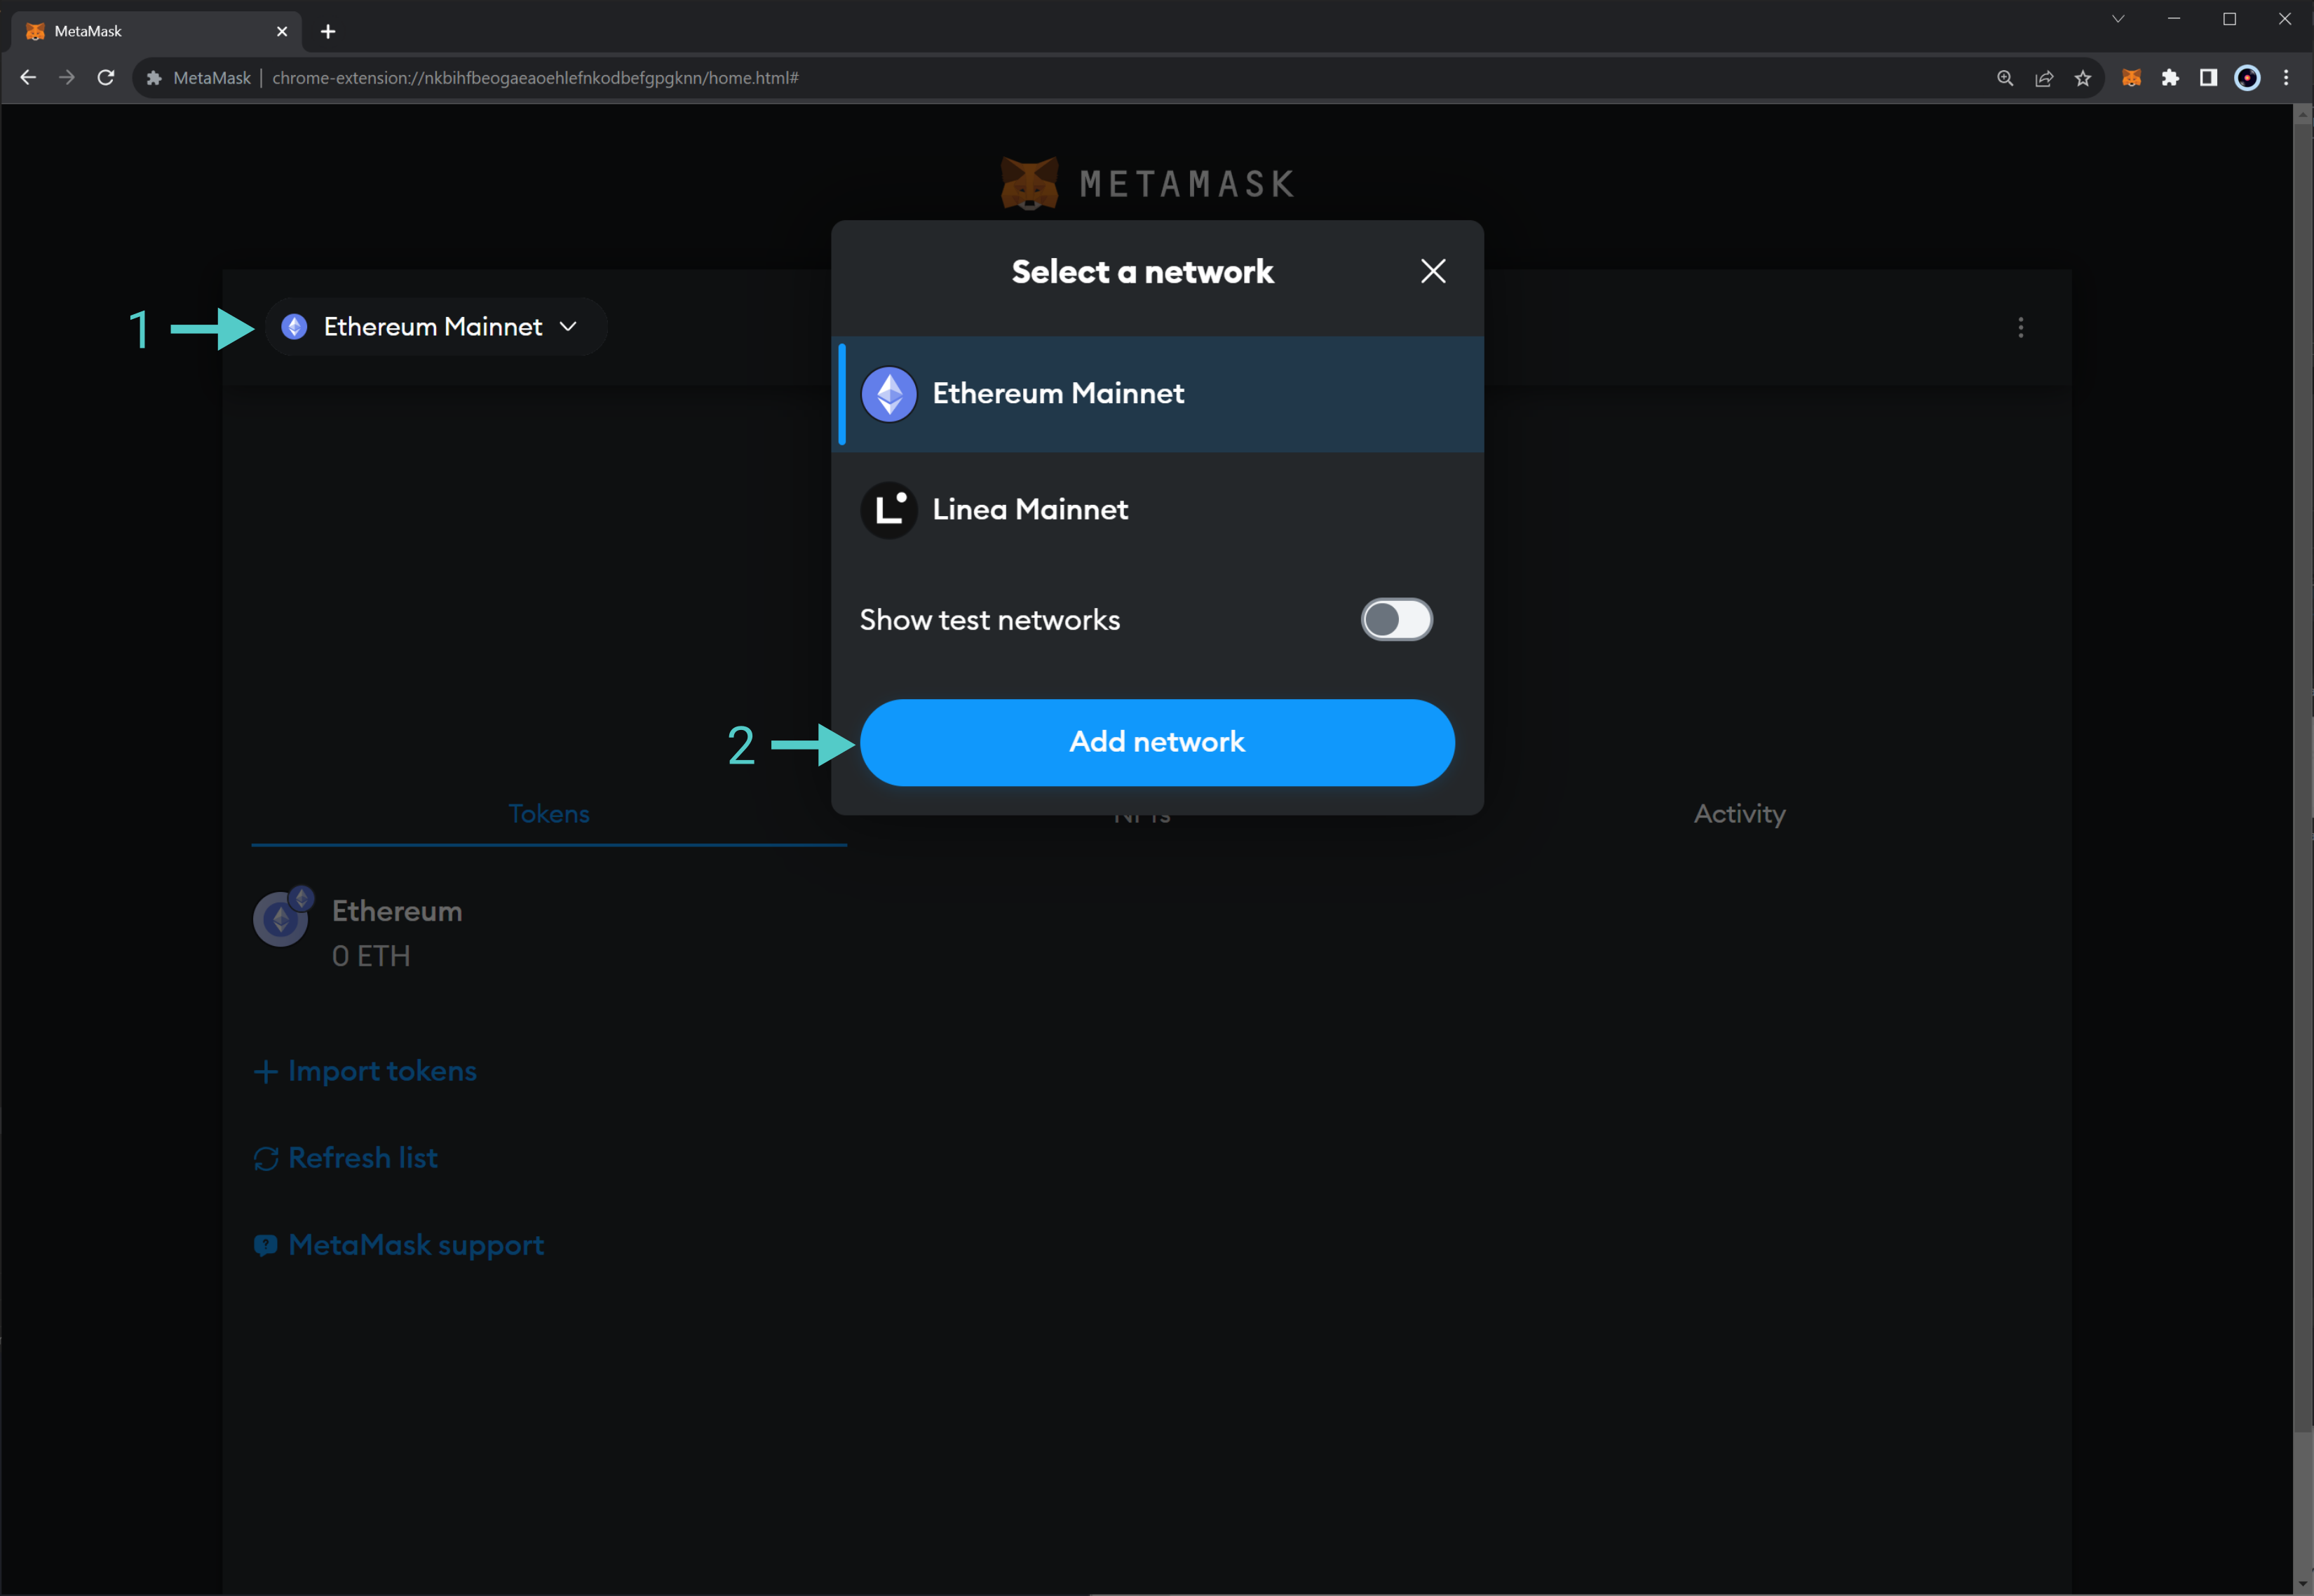 MetaMask
MetaMask | chrome-extension://nkbihfbeogaeaoehlefnkodbefgpgknn/home.html#
METAMASK
Select a network
1
Ethereum Mainnet
Ethereum Mainnet
Linea Mainnet
Show test networks
2
Add network
Tokens
NFTs
Activity
Ethereum
0 ETH
Import tokens
Refresh list
MetaMask support